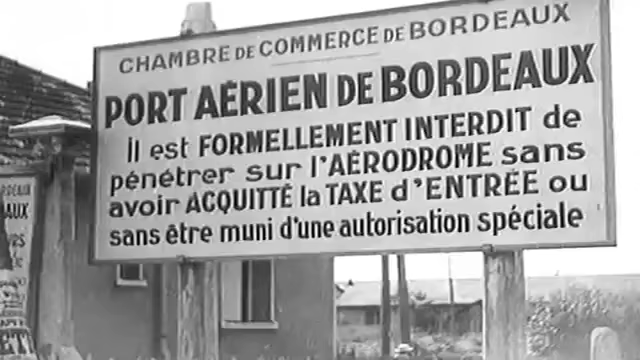 CHAMBRE DE COMMERCE DE BORDEAUX
PORT AÉRIEN DE BORDEAUX
Il est FORMELLEMENT INTERDIT de
pénétrer sur l'AÉRODROME sans
avoir ACQUITTÉ la TAXE d'ENTRÉE ou
sans être muni d'une autorisation spéciale
BORDEAUX